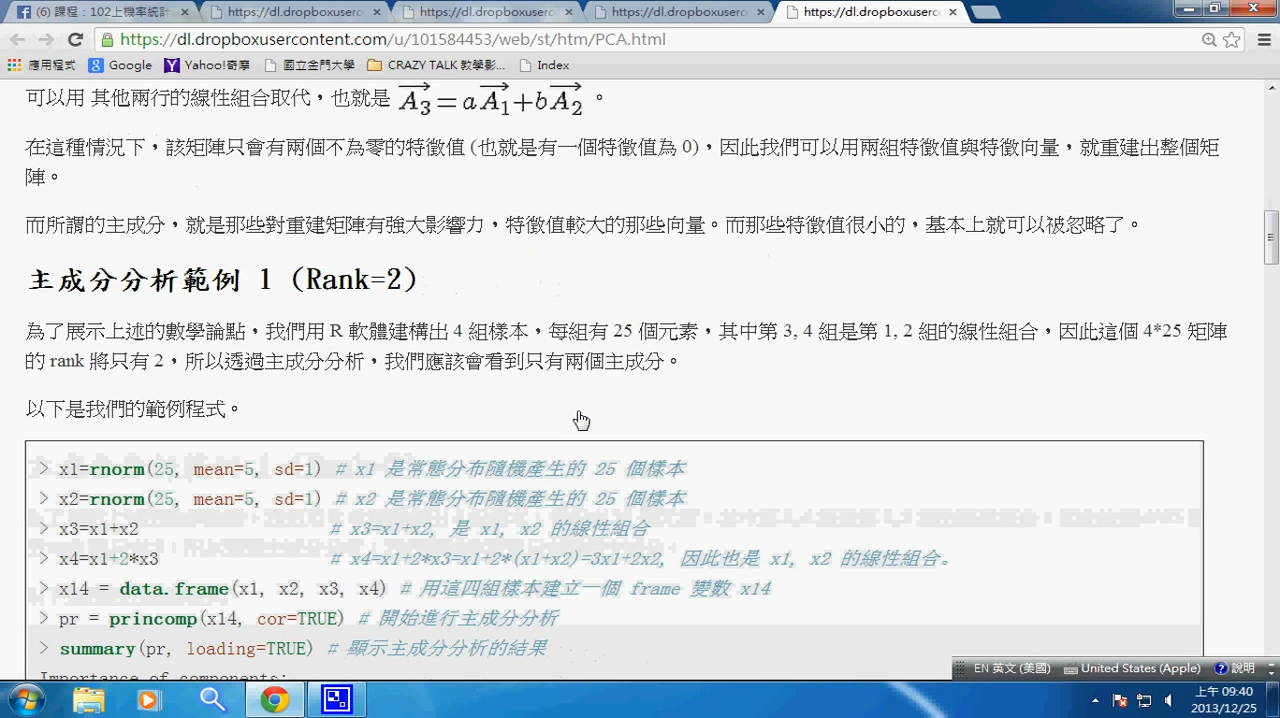 (6) 課程：102上機率統計
https://dl.dropboxuserc
https://dl.dropboxuserc
https://dl.dropboxuserc
https://dl.dropboxuserc
https://dl.dropboxusercontent.com/u/101584453/web/st/htm/PCA.html
應用程式 Google Yahoo!奇摩 國立金門大學 CRAZY TALK 教學影... Index
可以用 其他兩行的線性組合取代，也就是 A₃=aA₁+bA₂ 。
在這種情況下，該矩陣只會有兩個不為零的特徵值 (也就是有一個特徵值為 0)，因此我們可以用兩組特徵值與特徵向量，就重建出整個矩
陣。
而所謂的主成分，就是那些對重建矩陣有強大影響力，特徵值較大的那些向量。而那些特徵值很小的，基本上就可以被忽略了。
主成分分析範例 1 (Rank=2)
為了展示上述的數學論點，我們用 R 軟體建構出 4 組樣本，每組有 25 個元素，其中第 3, 4 組是第 1, 2 組的線性組合，因此這個 4*25 矩陣
的 rank 將只有 2，所以透過主成分分析，我們應該會看到只有兩個主成分。
以下是我們的範例程式。
> x1=rnorm(25, mean=5, sd=1) # x1 是常態分布隨機產生的 25 個樣本
> x2=rnorm(25, mean=5, sd=1) # x2 是常態分布隨機產生的 25 個樣本
> x3=x1+x2 # x3=x1+x2, 是 x1, x2 的線性組合
> x4=x1+2*x3 # x4=x1+2*x3=x1+2*(x1+x2)=3x1+2x2, 因此也是 x1, x2 的線性組合。
> x14 = data.frame(x1, x2, x3, x4) # 用這四組樣本建立一個 frame 變數 x14
> pr = princomp(x14, cor=TRUE) # 開始進行主成分分析
> summary(pr, loading=TRUE) # 顯示主成分分析的結果
Importance of components:
EN 英文 (美國) United States (Apple) 說明
上午 09:40
2013/12/25